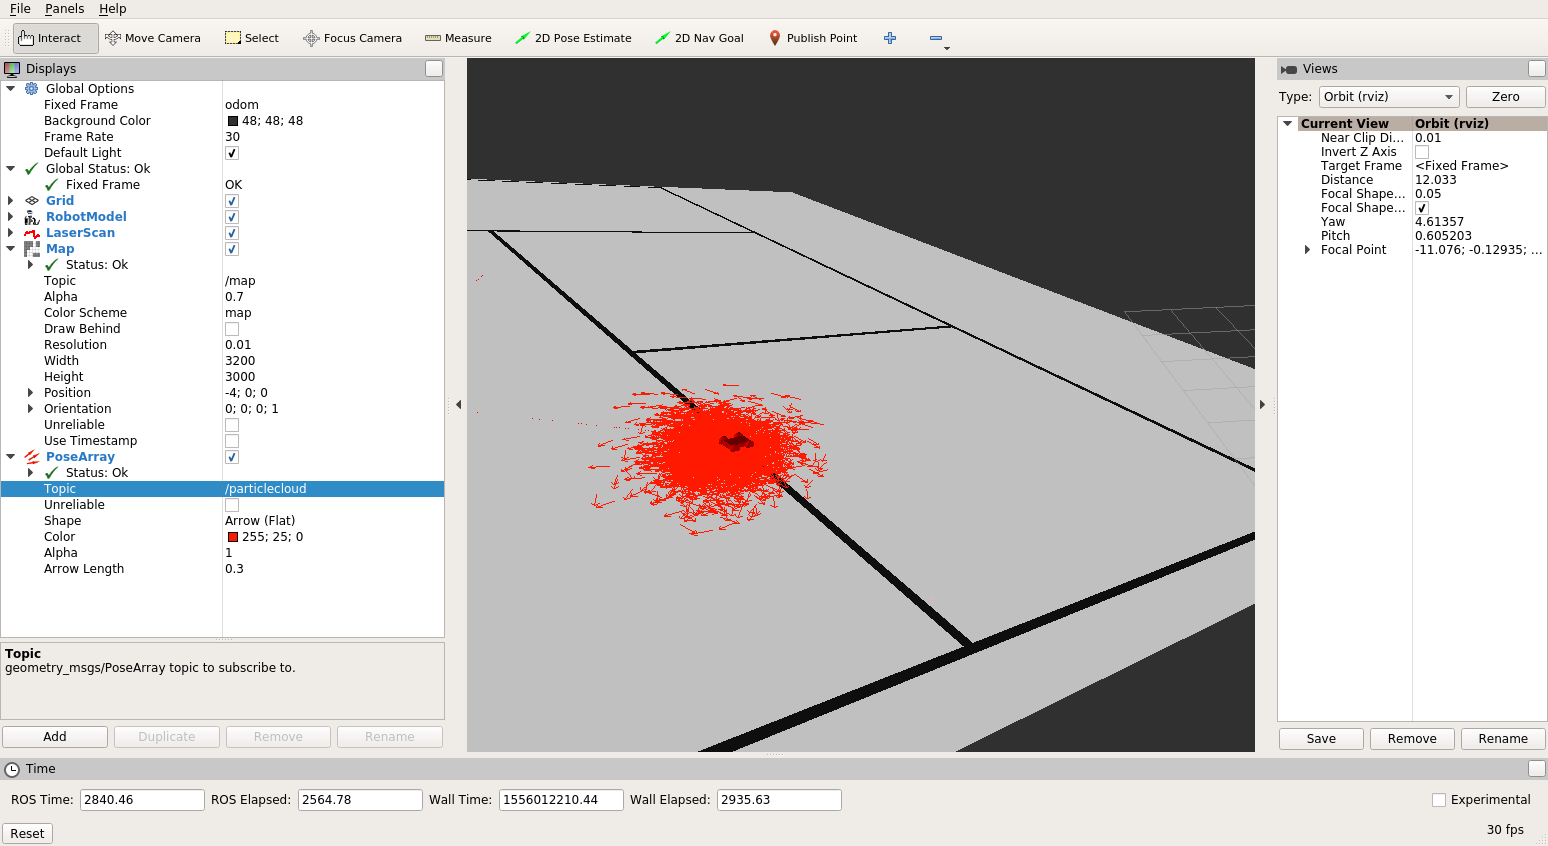 File Panels Help
Interact Move Camera Select Focus Camera Measure 2D Pose Estimate 2D Nav Goal Publish Point
Displays
Global Options
Fixed Frame odom
Background Color 48; 48; 48
Frame Rate 30
Default Light
Global Status: Ok
Fixed Frame OK
Grid
RobotModel
LaserScan
Map
Status: Ok
Topic /map
Alpha 0.7
Color Scheme map
Draw Behind
Resolution 0.01
Width 3200
Height 3000
Position -4; 0; 0
Orientation 0; 0; 0; 1
Unreliable
Use Timestamp
PoseArray
Status: Ok
Topic /particlecloud
Unreliable
Shape Arrow (Flat)
Color 255; 25; 0
Alpha 1
Arrow Length 0.3
Topic
geometry_msgs/PoseArray topic to subscribe to.
Add Duplicate Remove Rename
Views
Type: Orbit (rviz) Zero
Current View Orbit (rviz)
Near Clip Di... 0.01
Invert Z Axis
Target Frame <Fixed Frame>
Distance 12.033
Focal Shape... 0.05
Focal Shape...
Yaw 4.61357
Pitch 0.605203
Focal Point -11.076; -0.12935; ...
Save Remove Rename
Time
ROS Time: 2840.46 ROS Elapsed: 2564.78 Wall Time: 1556012210.44 Wall Elapsed: 2935.63 Experimental
Reset 30 fps